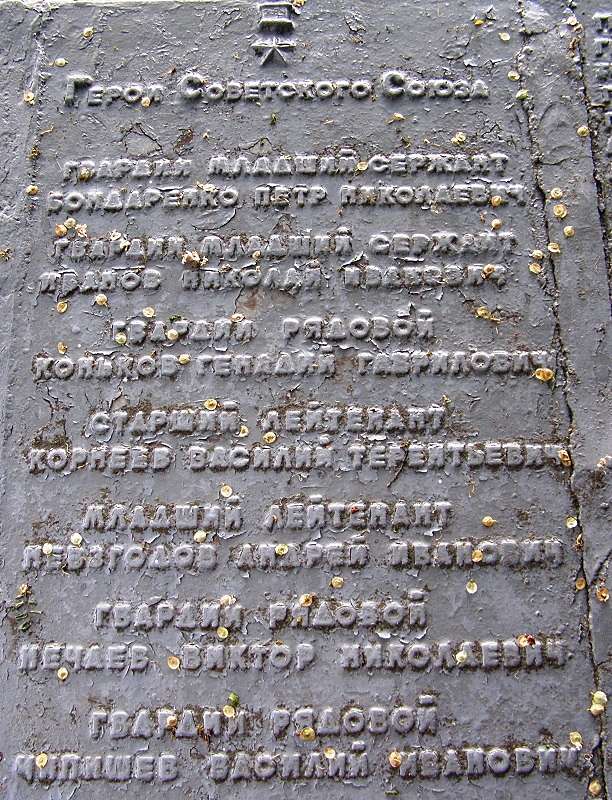 Герои Советского Союза
гвардии младший сержант
Бондаренко Петр Николаевич
гвардии младший сержант
Иванов Николай Иванович
гвардии рядовой
Коньков Генадий Гаврилович
старший лейтенант
Корнеев Василий Терентьевич
младший лейтенант
Невзгодов Андрей Иванович
гвардии рядовой
Нечаев Виктор Николаевич
гвардии рядовой
Чипишев Василий Иванович